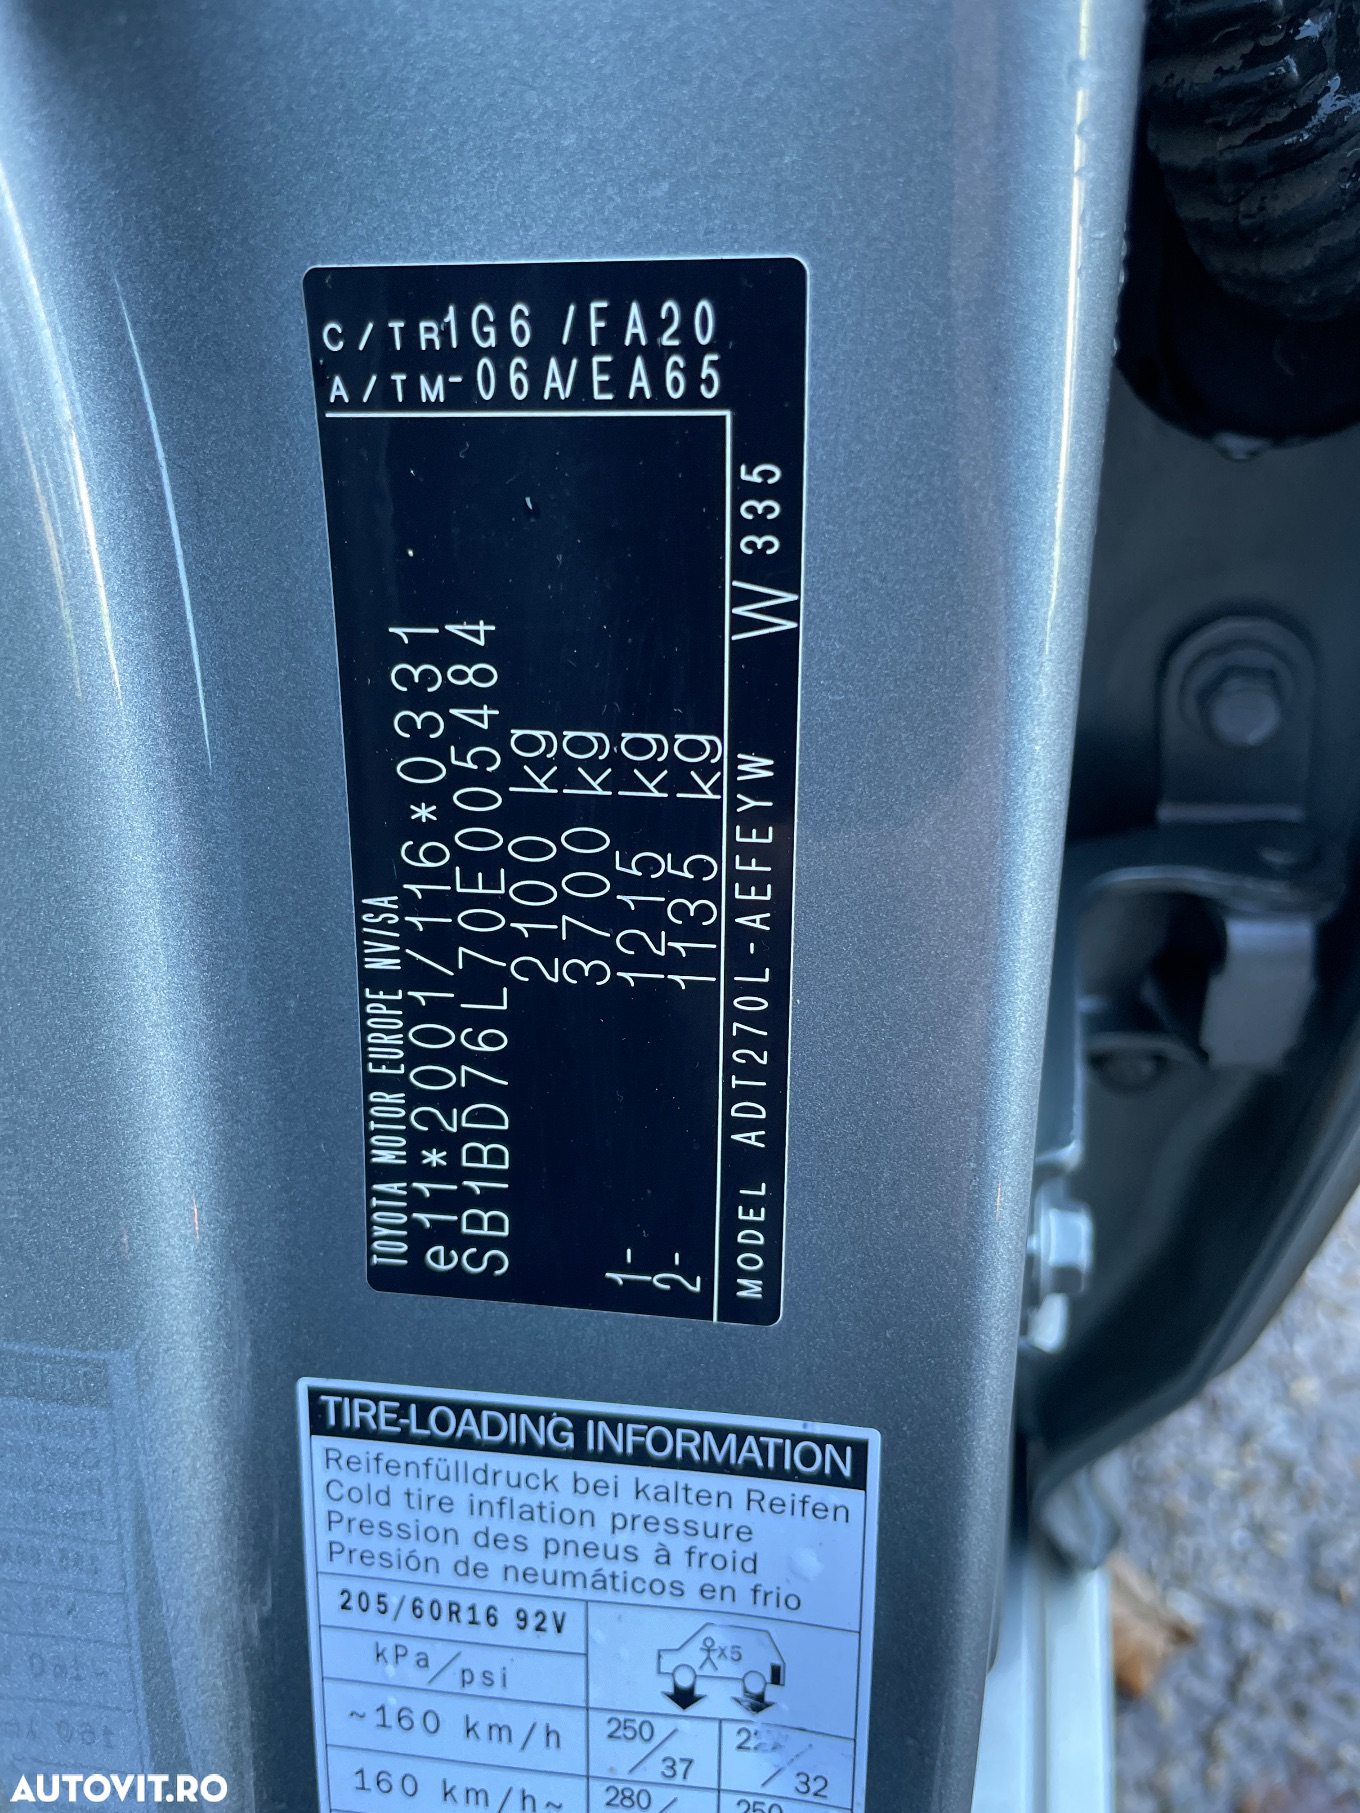 C/TR 1G6 /FA20
A/TM -06A/EA65
TOYOTA MOTOR EUROPE NV/SA
e11*2001/116*0331
SB1BD76L70E005484
2100 kg
3700 kg
1- 1215 kg
2- 1135 kg
MODEL ADT270L-AEFEYW W 335
TIRE-LOADING INFORMATION
Reifenfülldruck bei kalten Reifen
Cold tire inflation pressure
Pression des pneus à froid
Presión de neumáticos en frio
205/60R16 92V
x5
kPa/psi
~160 km/h 250/37 /32
160 km/h~ 280/ 250
AUTOVIT.RO